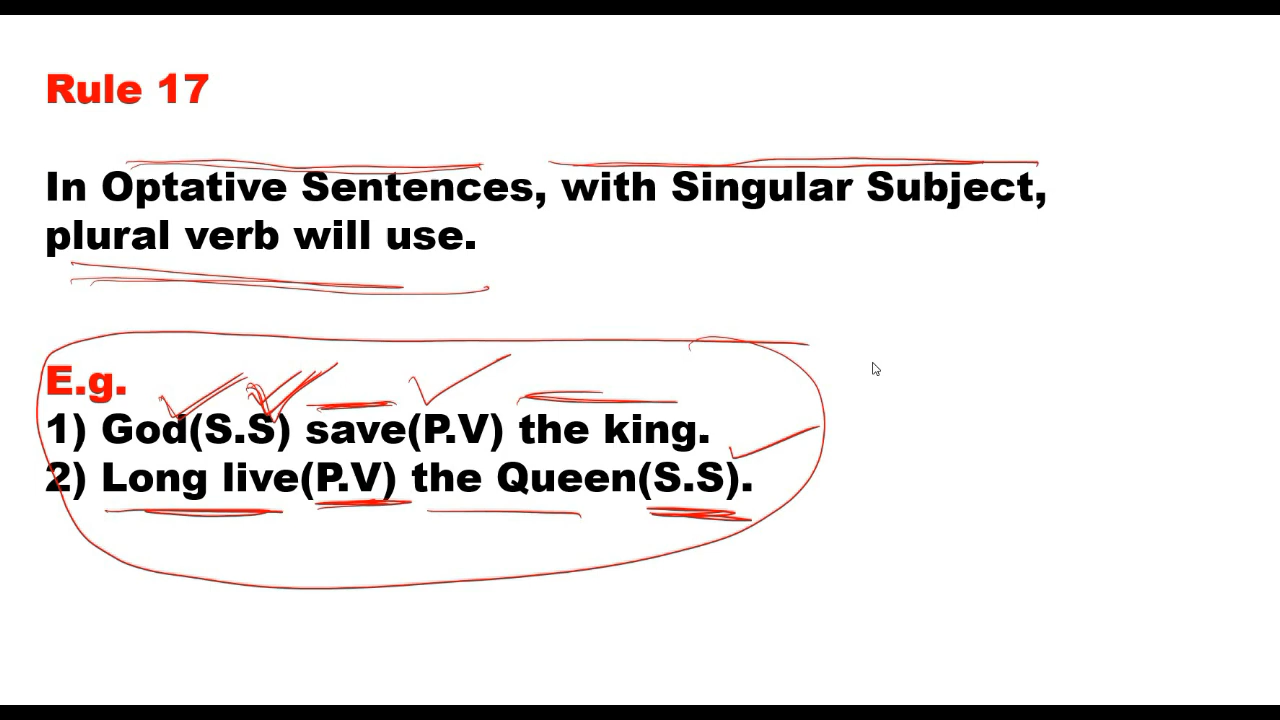 Rule 17
In Optative Sentences, with Singular Subject,
plural verb will use.
E.g.
1) God(S.S) save(P.V) the king.
2) Long live(P.V) the Queen(S.S).